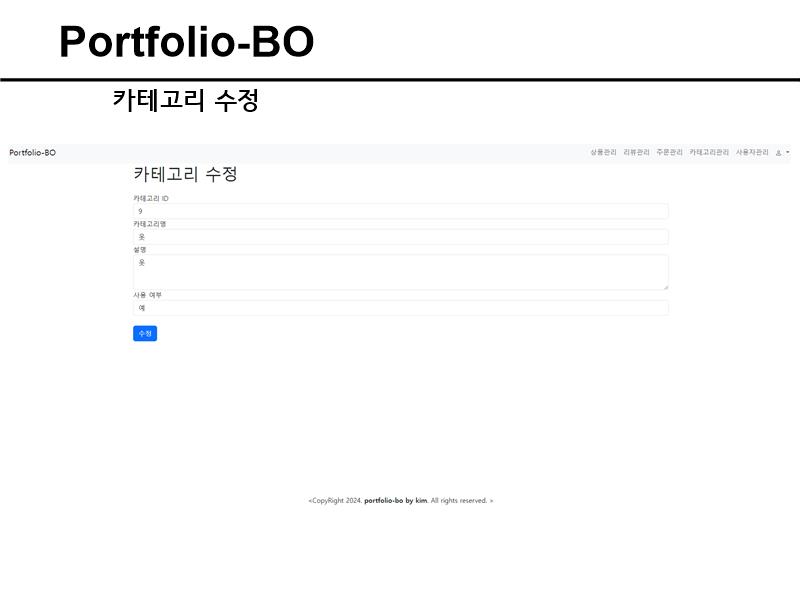 Portfolio-BO
카테고리 수정
Portfolio-BO 상품관리 리뷰관리 주문관리 카테고리관리 사용자관리
카테고리 수정
카테고리 ID
9
카테고리명
옷
설명
옷
사용 여부
예
수정
<CopyRight 2024. portfolio-bo by kim. All rights reserved. >